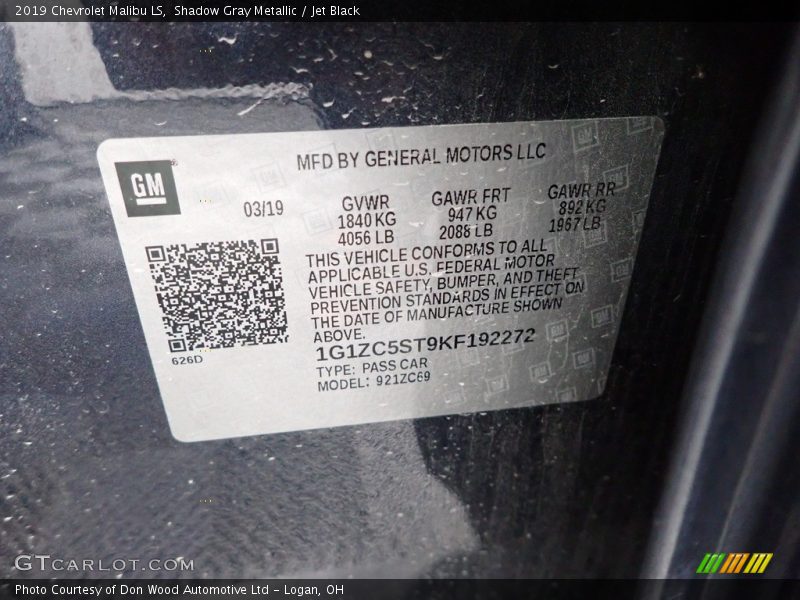 2019 Chevrolet Malibu LS, Shadow Gray Metallic / Jet Black
MFD BY GENERAL MOTORS LLC
GM®
03/19
GVWR
1840 KG
4056 LB
GAWR FRT
947 KG
2088 LB
GAWR RR
892 KG
1967 LB
THIS VEHICLE CONFORMS TO ALL
APPLICABLE U.S. FEDERAL MOTOR
VEHICLE SAFETY, BUMPER, AND THEFT
PREVENTION STANDARDS IN EFFECT ON
THE DATE OF MANUFACTURE SHOWN
ABOVE.
626D
1G1ZC5ST9KF192272
TYPE: PASS CAR
MODEL: 921ZC69
GTCARLOT.COM
Photo Courtesy of Don Wood Automotive Ltd - Logan, OH